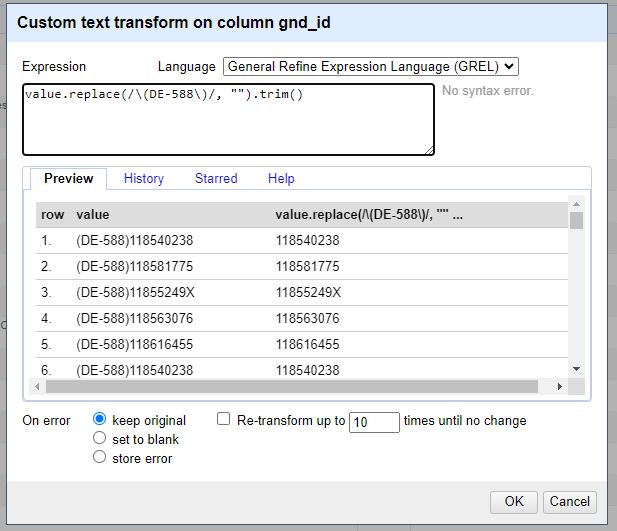 Custom text transform on column gnd_id
Expression Language General Refine Expression Language (GREL)
value.replace(/\(DE-588\)/, "").trim()
No syntax error.
Preview History Starred Help
row value value.replace(/\(DE-588\)/, "" ...
1. (DE-588)118540238 118540238
2. (DE-588)118581775 118581775
3. (DE-588)11855249X 11855249X
4. (DE-588)118563076 118563076
5. (DE-588)118616455 118616455
6. (DE-588)118540238 118540238
On error keep original Re-transform up to 10 times until no change
set to blank
store error
OK Cancel